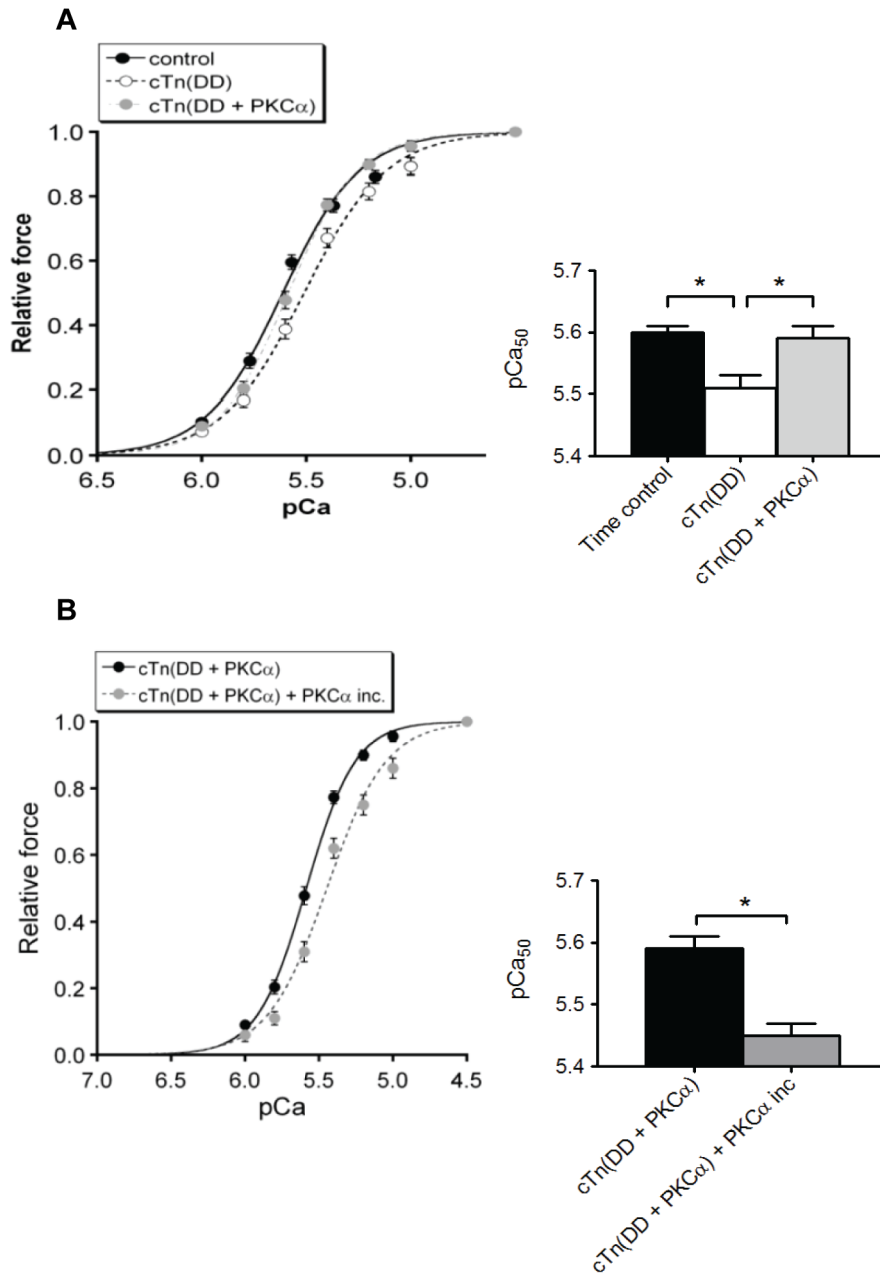 A
control
cTn(DD)
cTn(DD + PKCα)
1.0
0.8
0.6
0.4
0.2
0.0
Relative force
6.5 6.0 5.5 5.0
pCa
5.7
5.6
5.5
5.4
pCa50
* *
Time control
cTn(DD)
cTn(DD + PKCα)
B
cTn(DD + PKCα)
cTn(DD + PKCα) + PKCα inc.
1.0
0.8
0.6
0.4
0.2
0.0
Relative force
7.0 6.5 6.0 5.5 5.0 4.5
pCa
5.7
5.6
5.5
5.4
pCa50
*
cTn(DD + PKCα)
cTn(DD + PKCα) + PKCα inc